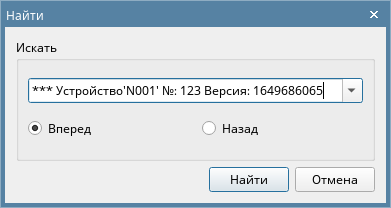 Найти
Искать
*** Устройство'N001' №: 123 Версия: 1649686065
Вперед
Назад
Найти
Отмена